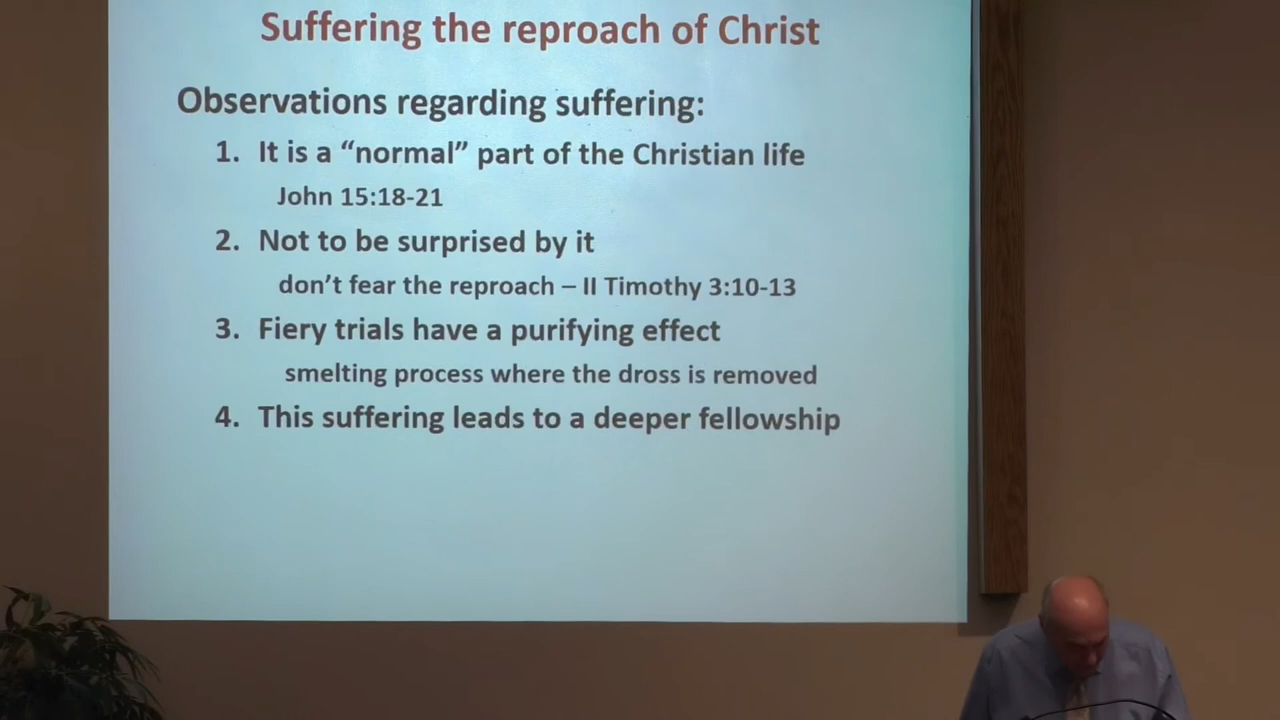 Suffering the reproach of Christ
Observations regarding suffering:
1. It is a “normal” part of the Christian life
John 15:18-21
2. Not to be surprised by it
don’t fear the reproach – II Timothy 3:10-13
3. Fiery trials have a purifying effect
smelting process where the dross is removed
4. This suffering leads to a deeper fellowship